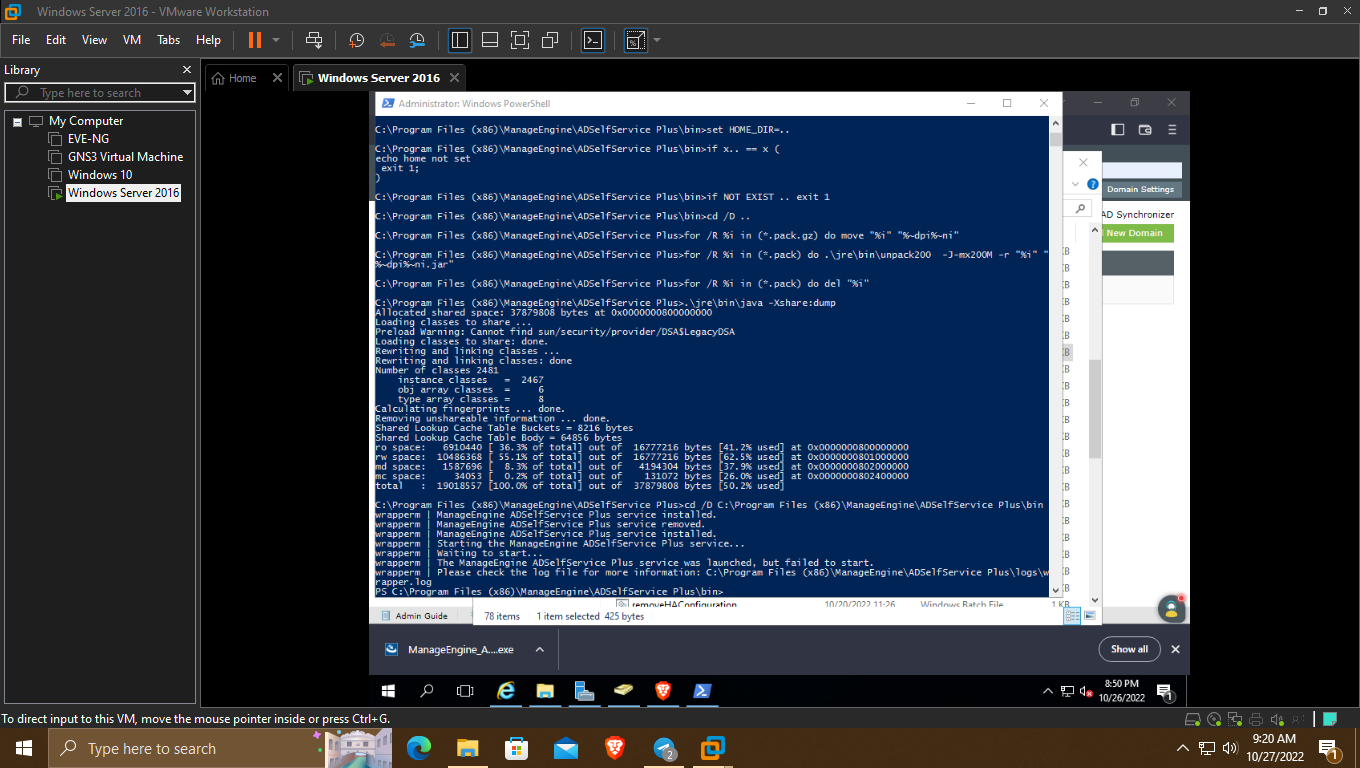 Windows Server 2016 - VMware Workstation
File Edit View VM Tabs Help
Library
Type here to search
My Computer
EVE-NG
GNS3 Virtual Machine
Windows 10
Windows Server 2016
Home
Windows Server 2016
Administrator: Windows PowerShell
C:\Program Files (x86)\ManageEngine\ADSelfService Plus\bin>set HOME_DIR=..
C:\Program Files (x86)\ManageEngine\ADSelfService Plus\bin>if x.. == x (
echo home not set
exit 1;
)
C:\Program Files (x86)\ManageEngine\ADSelfService Plus\bin>if NOT EXIST .. exit 1
C:\Program Files (x86)\ManageEngine\ADSelfService Plus\bin>cd /D ..
C:\Program Files (x86)\ManageEngine\ADSelfService Plus>for /R %i in (*.pack.gz) do move "%i" "%~dpi%~ni"
C:\Program Files (x86)\ManageEngine\ADSelfService Plus>for /R %i in (*.pack) do .\jre\bin\unpack200 -J-mx200M -r "%i" "
%~dpi%~ni.jar"
C:\Program Files (x86)\ManageEngine\ADSelfService Plus>for /R %i in (*.pack) do del "%i"
C:\Program Files (x86)\ManageEngine\ADSelfService Plus>.\jre\bin\java -Xshare:dump
Allocated shared space: 37879808 bytes at 0x0000000800000000
Loading classes to share ...
Preload Warning: Cannot find sun/security/provider/DSA$LegacyDSA
Loading classes to share: done.
Rewriting and linking classes ...
Rewriting and linking classes: done
Number of classes 2481
instance classes = 2467
obj array classes = 6
type array classes = 8
Calculating fingerprints ... done.
Removing unshareable information ... done.
Shared Lookup Cache Table Buckets = 8216 bytes
Shared Lookup Cache Table Body = 64856 bytes
ro space: 6910440 [ 36.3% of total] out of 16777216 bytes [41.2% used] at 0x0000000800000000
rw space: 10486368 [ 55.1% of total] out of 16777216 bytes [62.5% used] at 0x0000000801000000
md space: 1587696 [ 8.3% of total] out of 4194304 bytes [37.9% used] at 0x0000000802000000
mc space: 34053 [ 0.2% of total] out of 131072 bytes [26.0% used] at 0x0000000802400000
total : 19018557 [100.0% of total] out of 37879808 bytes [50.2% used]
C:\Program Files (x86)\ManageEngine\ADSelfService Plus>cd /D C:\Program Files (x86)\ManageEngine\ADSelfService Plus\bin
wrapperm | ManageEngine ADSelfService Plus service installed.
wrapperm | ManageEngine ADSelfService Plus service removed.
wrapperm | ManageEngine ADSelfService Plus service installed.
wrapperm | Starting the ManageEngine ADSelfService Plus service...
wrapperm | Waiting to start...
wrapperm | The ManageEngine ADSelfService Plus service was launched, but failed to start.
wrapperm | Please check the log file for more information: C:\Program Files (x86)\ManageEngine\ADSelfService Plus\logs\w
rapper.log
PS C:\Program Files (x86)\ManageEngine\ADSelfService Plus\bin>
Domain Settings
AD Synchronizer
New Domain
removeHAConfiguration 10/20/2022 11:26 Windows Batch File 1 KB
Admin Guide
78 items 1 item selected 425 bytes
ManageEngine_A....exe
Show all
8:50 PM
10/26/2022
1
To direct input to this VM, move the mouse pointer inside or press Ctrl+G.
Type here to search
2
9:20 AM
10/27/2022
1